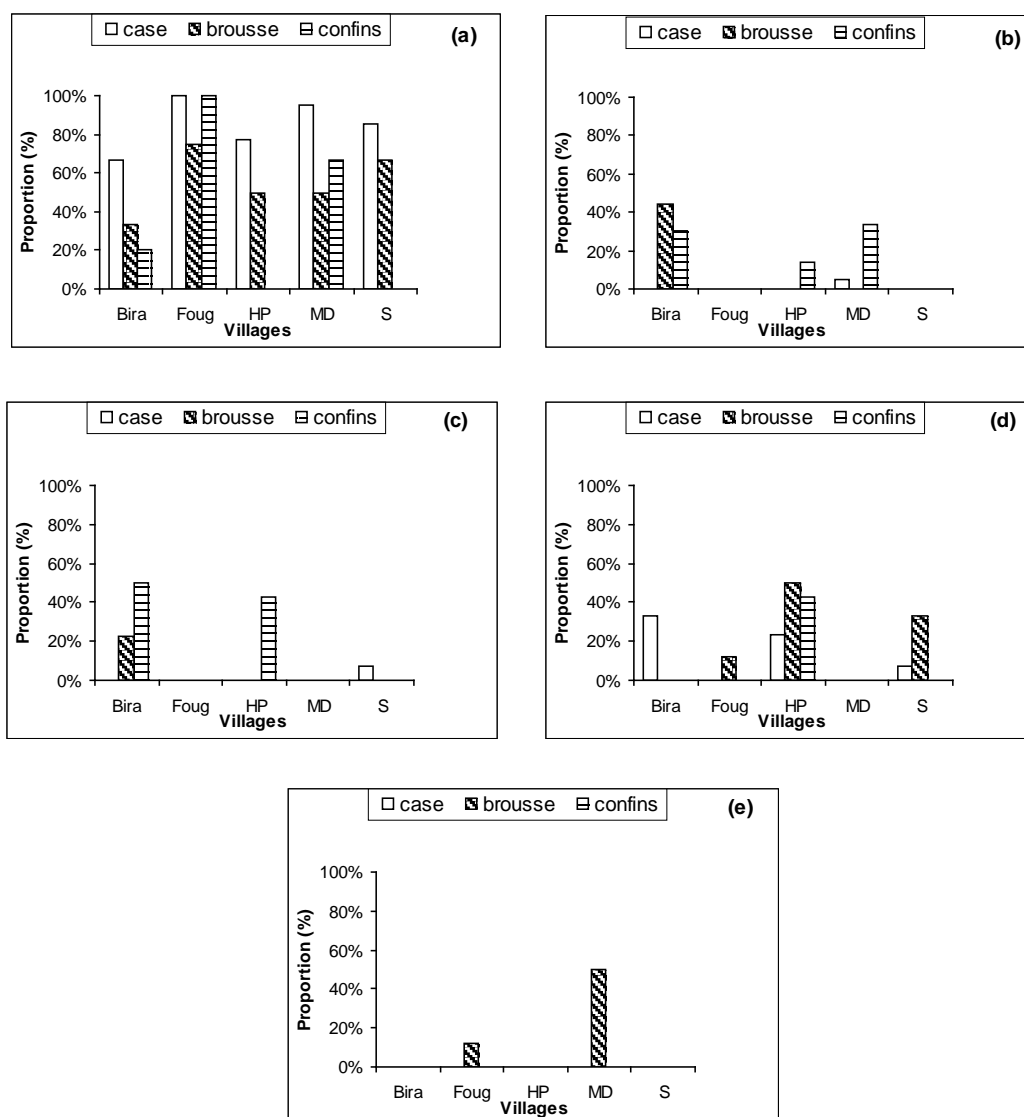 case brousse confins
(a)
Proportion (%)
100%
80%
60%
40%
20%
0%
Bira Foug HP MD S
Villages
case brousse confins
(b)
Proportion (%)
100%
80%
60%
40%
20%
0%
Bira Foug HP MD S
Villages
case brousse confins
(c)
Proportion (%)
100%
80%
60%
40%
20%
0%
Bira Foug HP MD S
Villages
case brousse confins
(d)
Proportion (%)
100%
80%
60%
40%
20%
0%
Bira Foug HP MD S
Villages
case brousse confins
(e)
Proportion (%)
100%
80%
60%
40%
20%
0%
Bira Foug HP MD S
Villages